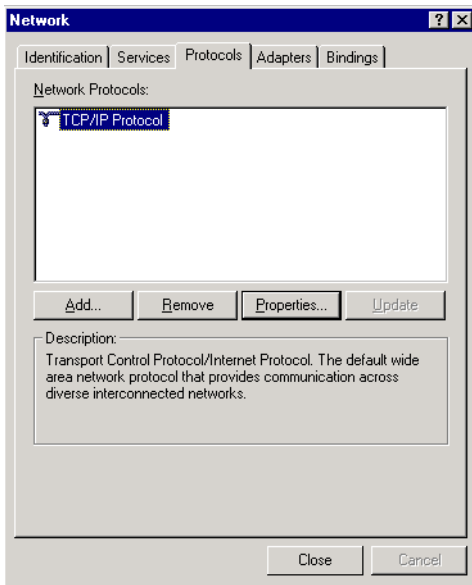 Network
Identification Services Protocols Adapters Bindings
Network Protocols:
TCP/IP Protocol
Add... Remove Properties... Update
Description:
Transport Control Protocol/Internet Protocol. The default wide
area network protocol that provides communication across
diverse interconnected networks.
Close Cancel